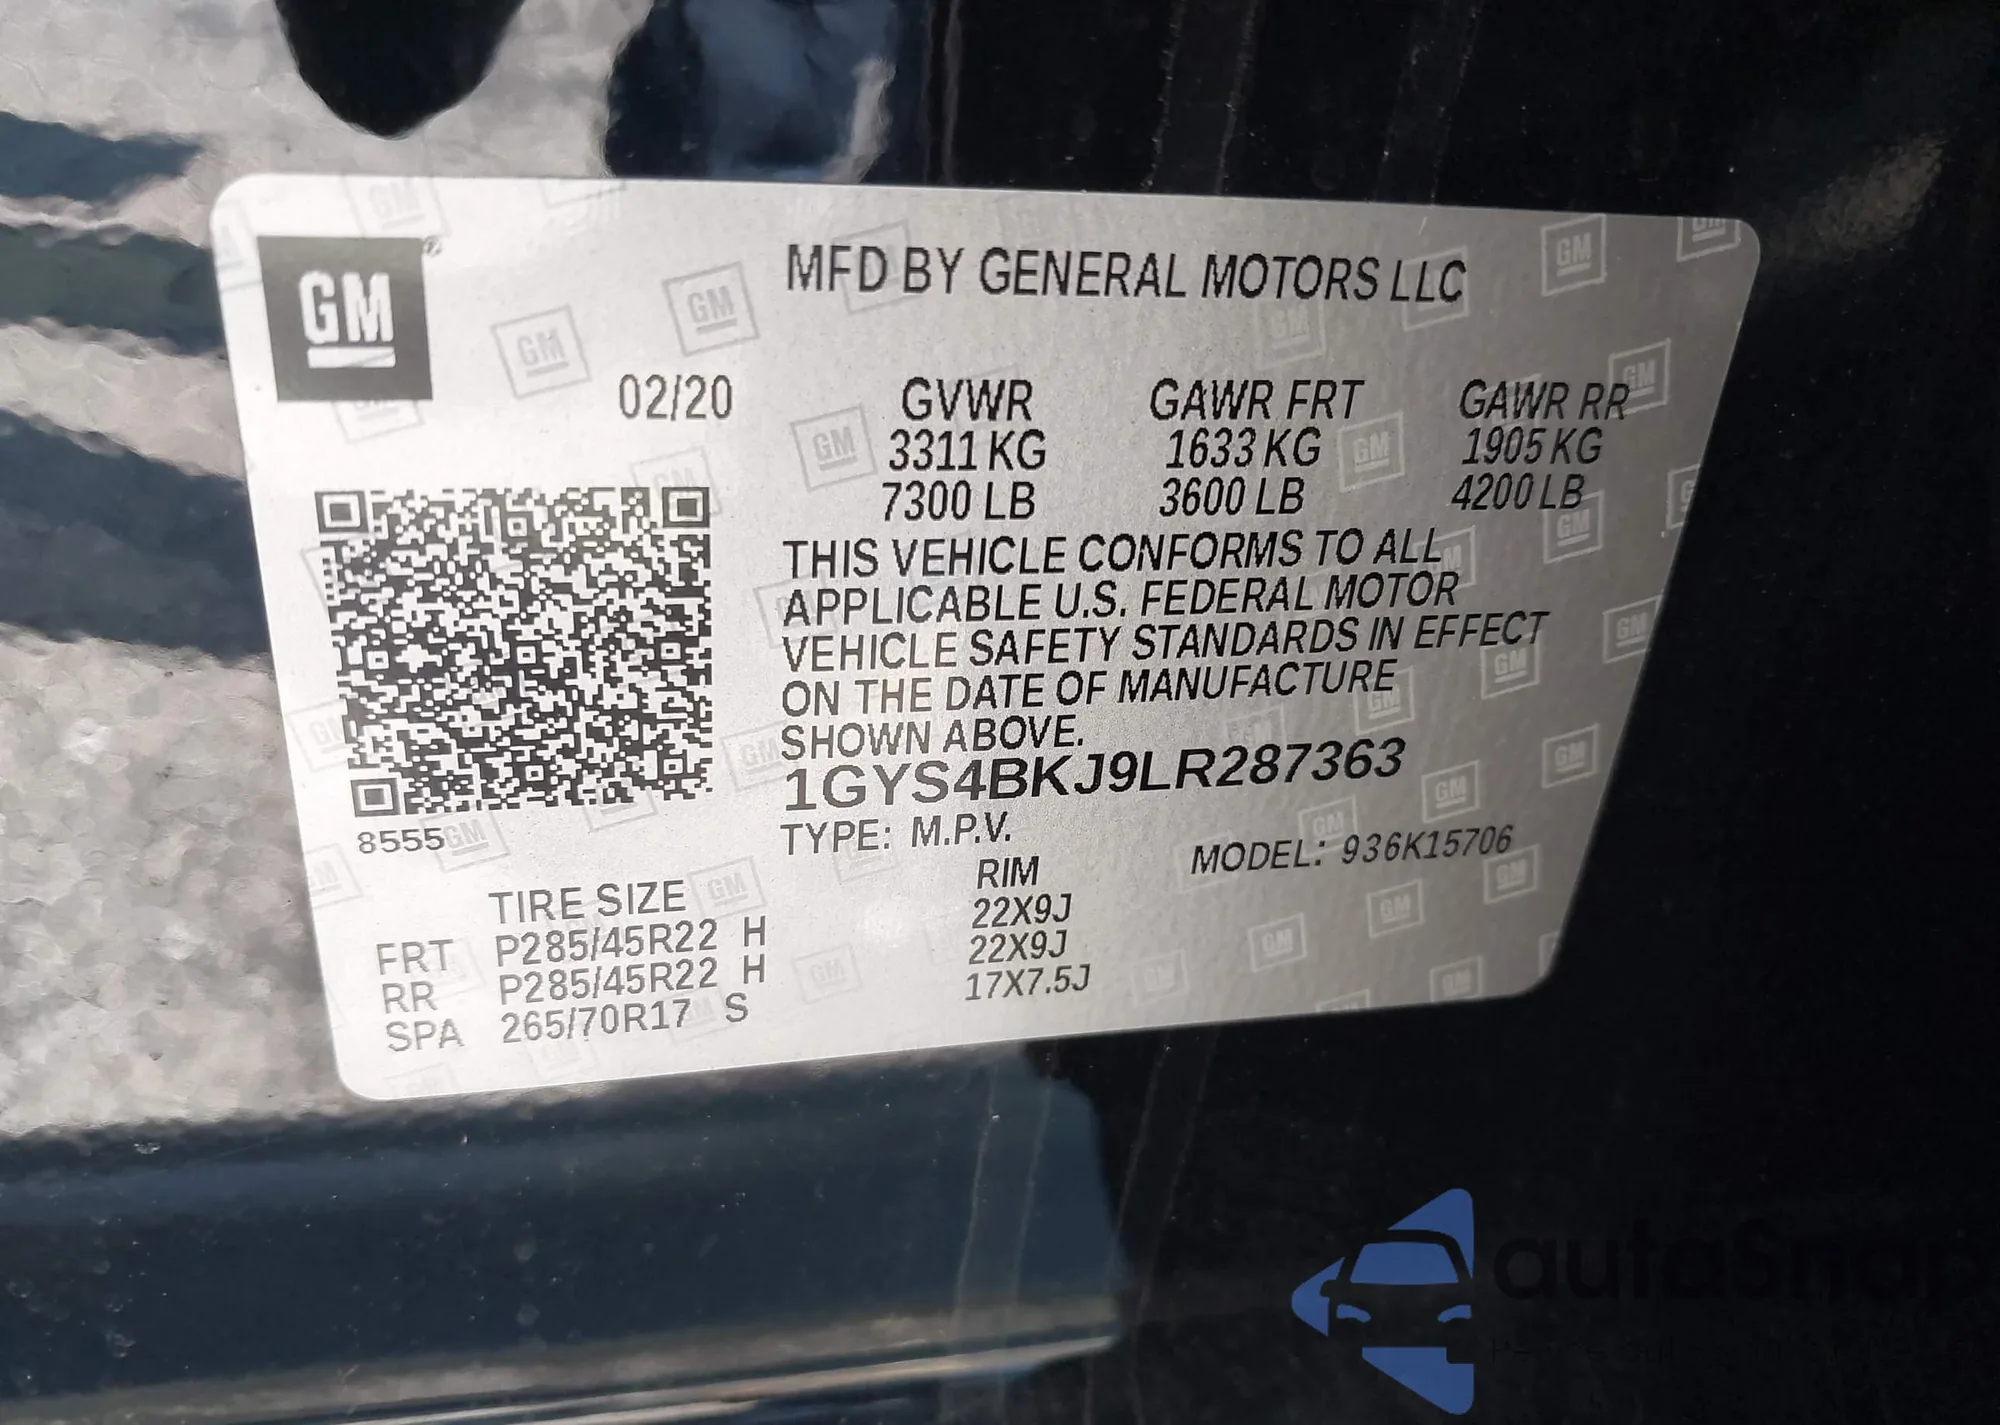 GM®
MFD BY GENERAL MOTORS LLC
02/20 GVWR GAWR FRT GAWR RR
3311 KG 1633 KG 1905 KG
7300 LB 3600 LB 4200 LB
THIS VEHICLE CONFORMS TO ALL
APPLICABLE U.S. FEDERAL MOTOR
VEHICLE SAFETY STANDARDS IN EFFECT
ON THE DATE OF MANUFACTURE
SHOWN ABOVE.
1GYS4BKJ9LR287363
8555
TYPE: M.P.V. MODEL: 936K15706
TIRE SIZE RIM
FRT P285/45R22 H 22X9J
RR P285/45R22 H 22X9J
SPA 265/70R17 S 17X7.5J
autoSnap